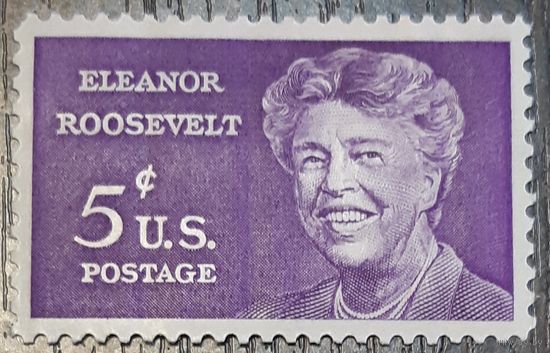 ELEANOR
ROOSEVELT
5¢ U.S.
POSTAGE